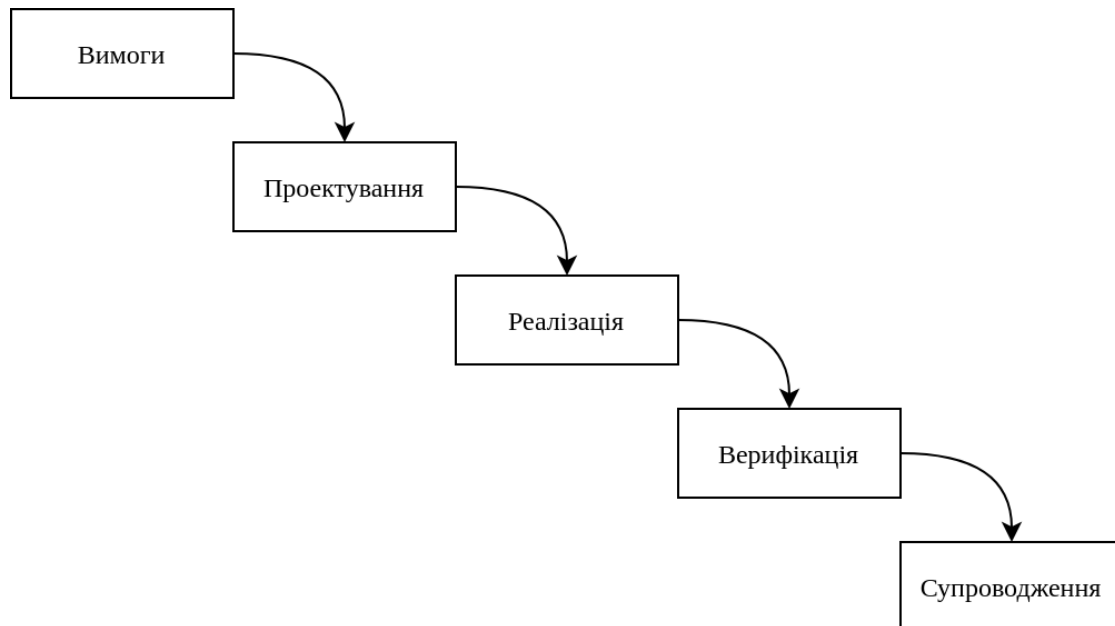 Вимоги
Проектування
Реалізація
Верифікація
Супроводження